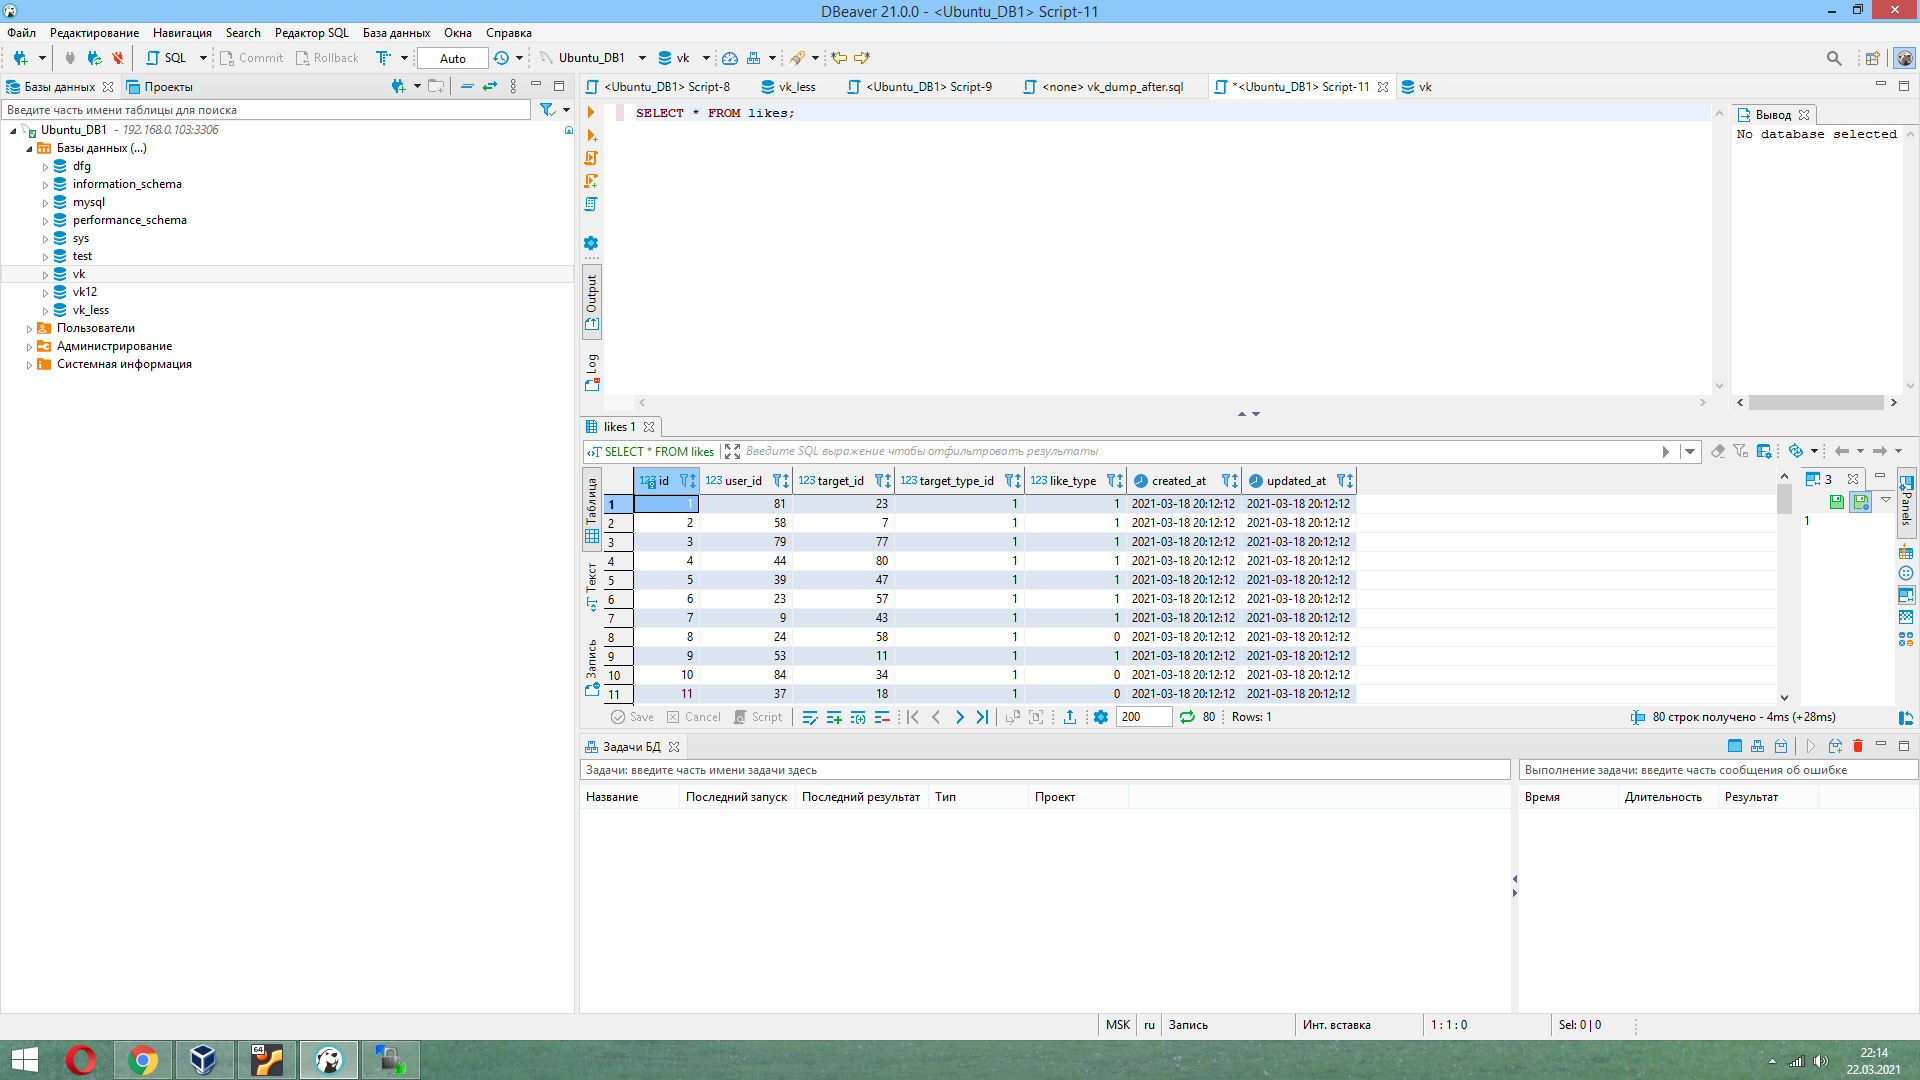 DBeaver 21.0.0 - <Ubuntu_DB1> Script-11
Файл Редактирование Навигация Search Редактор SQL База данных Окна Справка
SQL Commit Rollback Auto Ubuntu_DB1 vk
Базы данных Проекты
Введите часть имени таблицы для поиска
Ubuntu_DB1 - 192.168.0.103:3306
Базы данных (...)
dfg
information_schema
mysql
performance_schema
sys
test
vk
vk12
vk_less
Пользователи
Администрирование
Системная информация
<Ubuntu_DB1> Script-8 vk_less <Ubuntu_DB1> Script-9 <none> vk_dump_after.sql *<Ubuntu_DB1> Script-11 vk
SELECT * FROM likes;
Output
Log
Вывод
No database selected
likes 1
SELECT * FROM likes Введите SQL выражение чтобы отфильтровать результаты
Таблица
Текст
Запись
123 id 123 user_id 123 target_id 123 target_type_id 123 like_type created_at updated_at
1 1 81 23 1 1 2021-03-18 20:12:12 2021-03-18 20:12:12
2 2 58 7 1 1 2021-03-18 20:12:12 2021-03-18 20:12:12
3 3 79 77 1 1 2021-03-18 20:12:12 2021-03-18 20:12:12
4 4 44 80 1 1 2021-03-18 20:12:12 2021-03-18 20:12:12
5 5 39 47 1 1 2021-03-18 20:12:12 2021-03-18 20:12:12
6 6 23 57 1 1 2021-03-18 20:12:12 2021-03-18 20:12:12
7 7 9 43 1 1 2021-03-18 20:12:12 2021-03-18 20:12:12
8 8 24 58 1 0 2021-03-18 20:12:12 2021-03-18 20:12:12
9 9 53 11 1 1 2021-03-18 20:12:12 2021-03-18 20:12:12
10 10 84 34 1 0 2021-03-18 20:12:12 2021-03-18 20:12:12
11 11 37 18 1 0 2021-03-18 20:12:12 2021-03-18 20:12:12
3
1
Panels
Save Cancel Script 200 80 Rows: 1 80 строк получено - 4ms (+28ms)
Задачи БД
Задачи: введите часть имени задачи здесь
Название Последний запуск Последний результат Тип Проект
Выполнение задачи: введите часть сообщения об ошибке
Время Длительность Результат
MSK ru Запись Инт. вставка 1 : 1 : 0 Sel: 0 | 0
64
22:14
22.03.2021